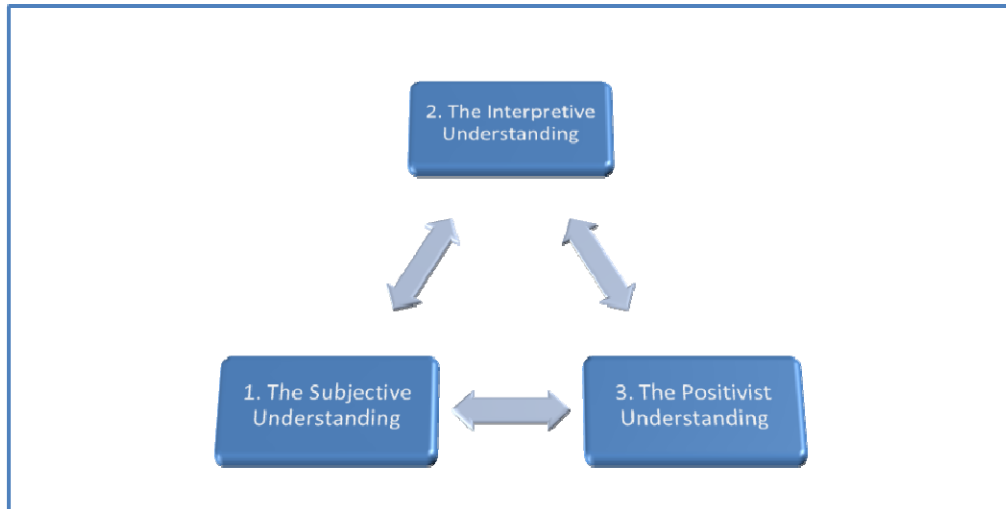 2. The Interpretive
Understanding
1. The Subjective
Understanding
3. The Positivist
Understanding